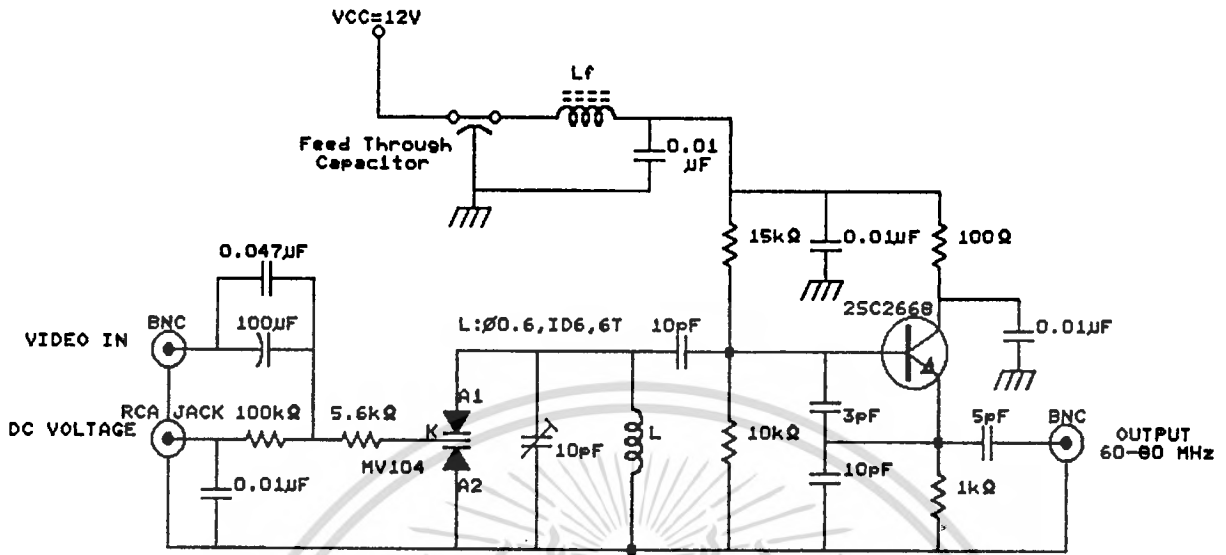 VCC=12V
Lf
Feed Through
Capacitor
0.01
µF
15kΩ
0.01µF
100Ω
0.047µF
2SC2668
BNC
100µF
L:Ø0.6,ID6,6T
10pF
0.01µF
VIDEO IN
RCA JACK
100kΩ
5.6kΩ
A1
3pF
5pF
BNC
DC VOLTAGE
K
10pF
L
10kΩ
OUTPUT
60-80 MHz
MV104
10pF
0.01µF
A2
1kΩ